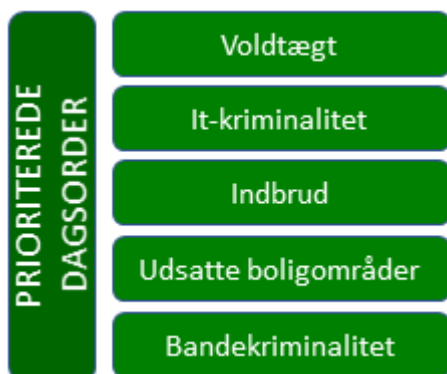 PRIORITEREDE
DAGSORDER
Voldtægt
It-kriminalitet
Indbrud
Udsatte boligområder
Bandekriminalitet